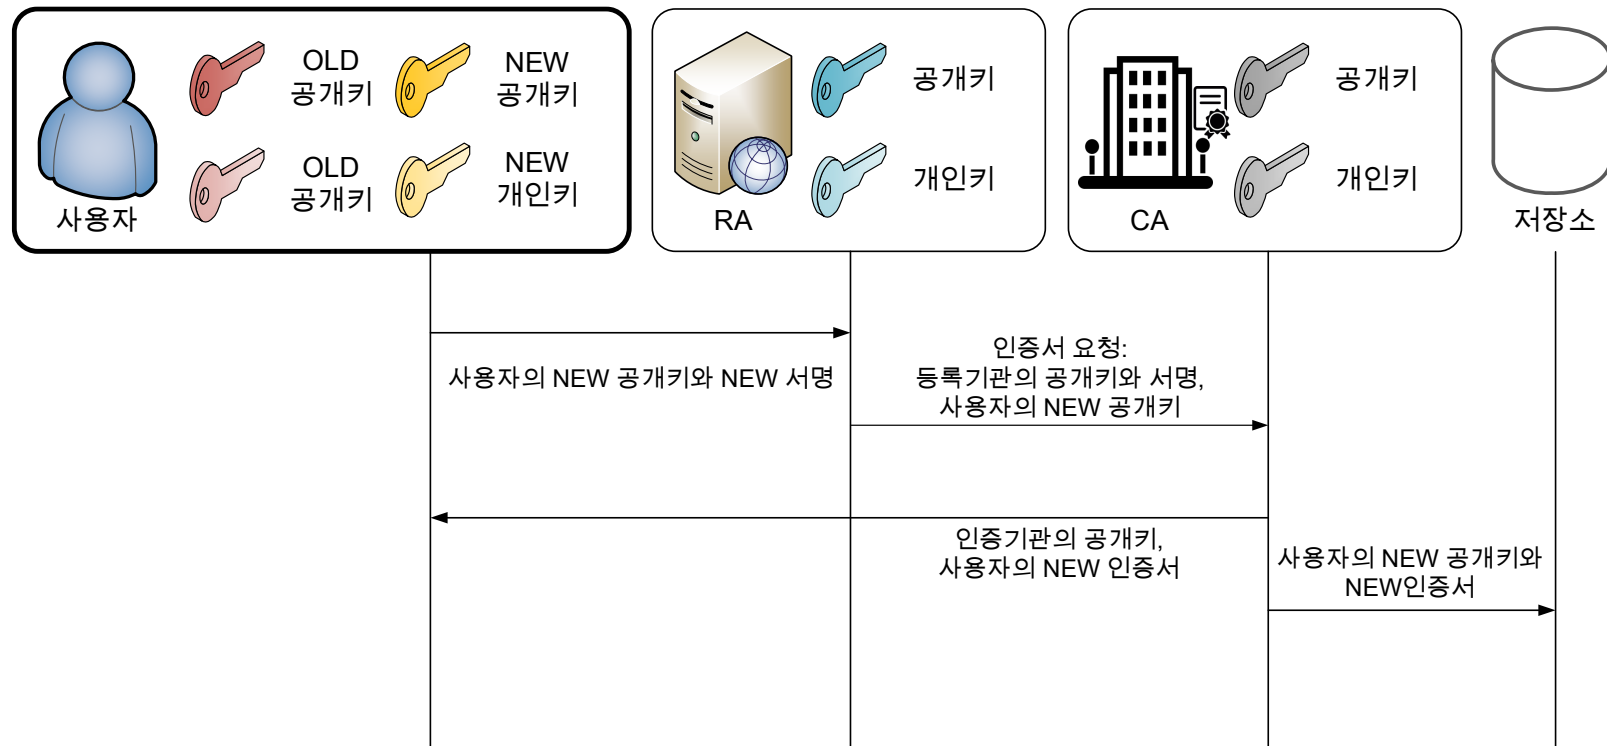 OLD
공개키
NEW
공개키
OLD
공개키
NEW
개인키
사용자
공개키
개인키
RA
공개키
개인키
CA
저장소
사용자의 NEW 공개키와 NEW 서명
인증서 요청:
등록기관의 공개키와 서명,
사용자의 NEW 공개키
인증기관의 공개키,
사용자의 NEW 인증서
사용자의 NEW 공개키와
NEW인증서